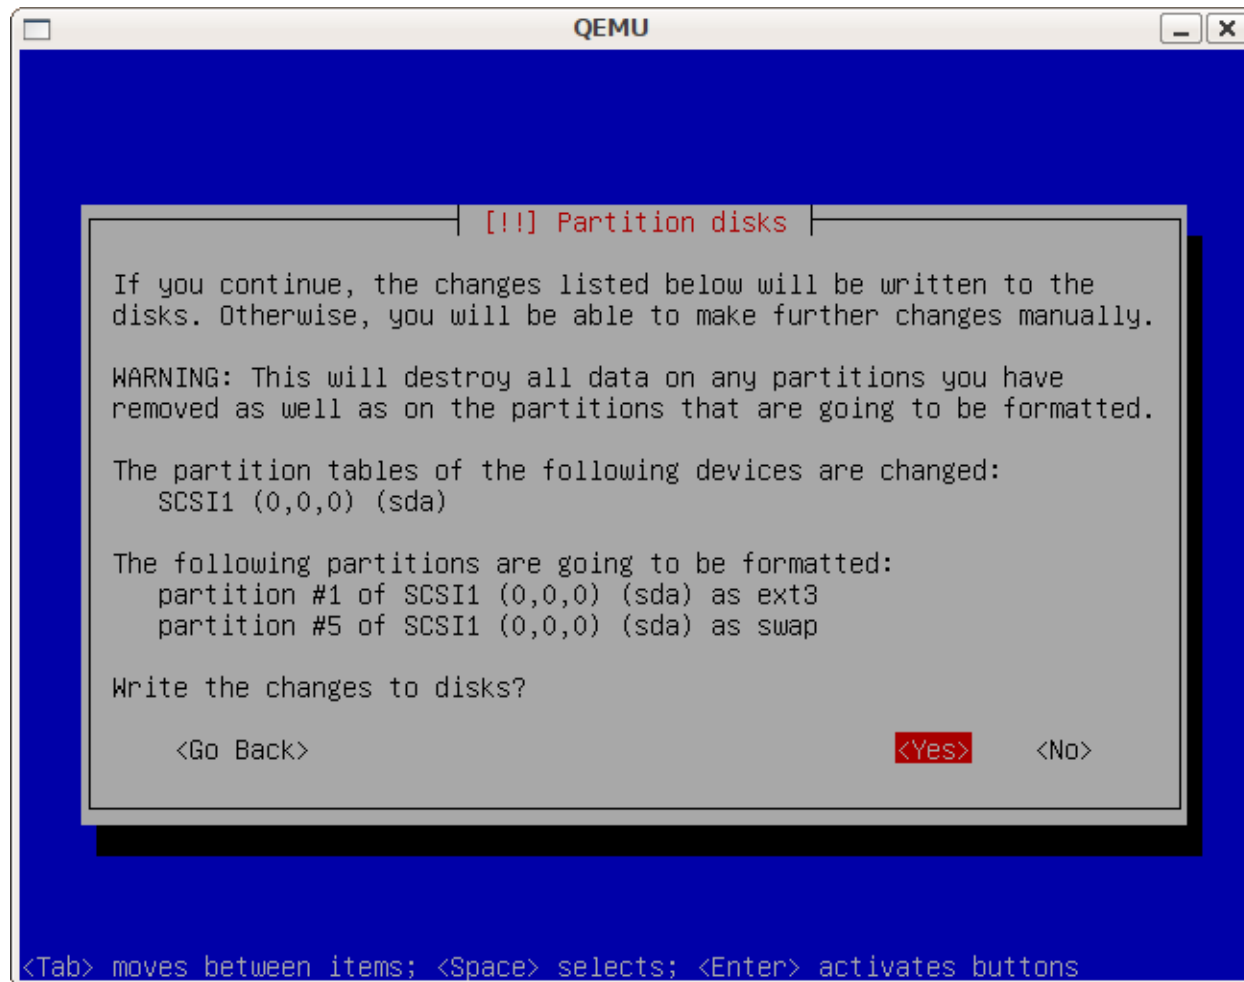 QEMU
[!!] Partition disks
If you continue, the changes listed below will be written to the
disks. Otherwise, you will be able to make further changes manually.
WARNING: This will destroy all data on any partitions you have
removed as well as on the partitions that are going to be formatted.
The partition tables of the following devices are changed:
SCSI1 (0,0,0) (sda)
The following partitions are going to be formatted:
partition #1 of SCSI1 (0,0,0) (sda) as ext3
partition #5 of SCSI1 (0,0,0) (sda) as swap
Write the changes to disks?
<Go Back> <Yes> <No>
<Tab> moves between items; <Space> selects; <Enter> activates buttons